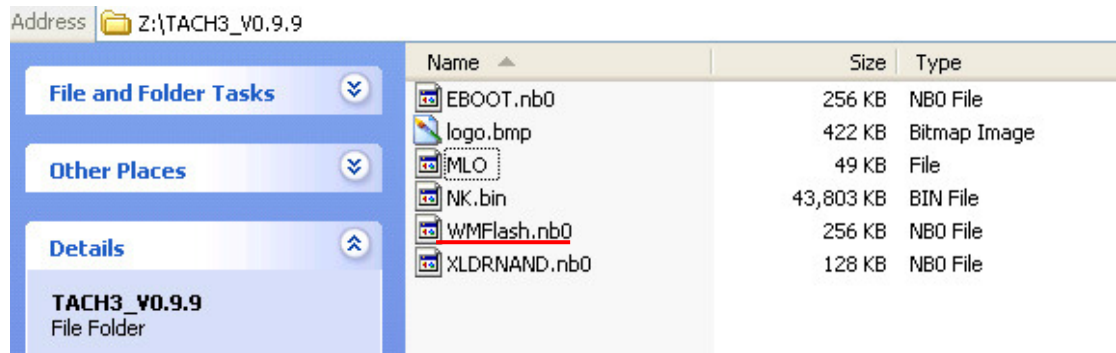 Address Z:\TACH3_V0.9.9
File and Folder Tasks
Other Places
Details
TACH3_V0.9.9
File Folder
Name Size Type
EBOOT.nb0 256 KB NB0 File
logo.bmp 422 KB Bitmap Image
MLO 49 KB File
NK.bin 43,803 KB BIN File
WMFlash.nb0 256 KB NB0 File
XLDRNAND.nb0 128 KB NB0 File